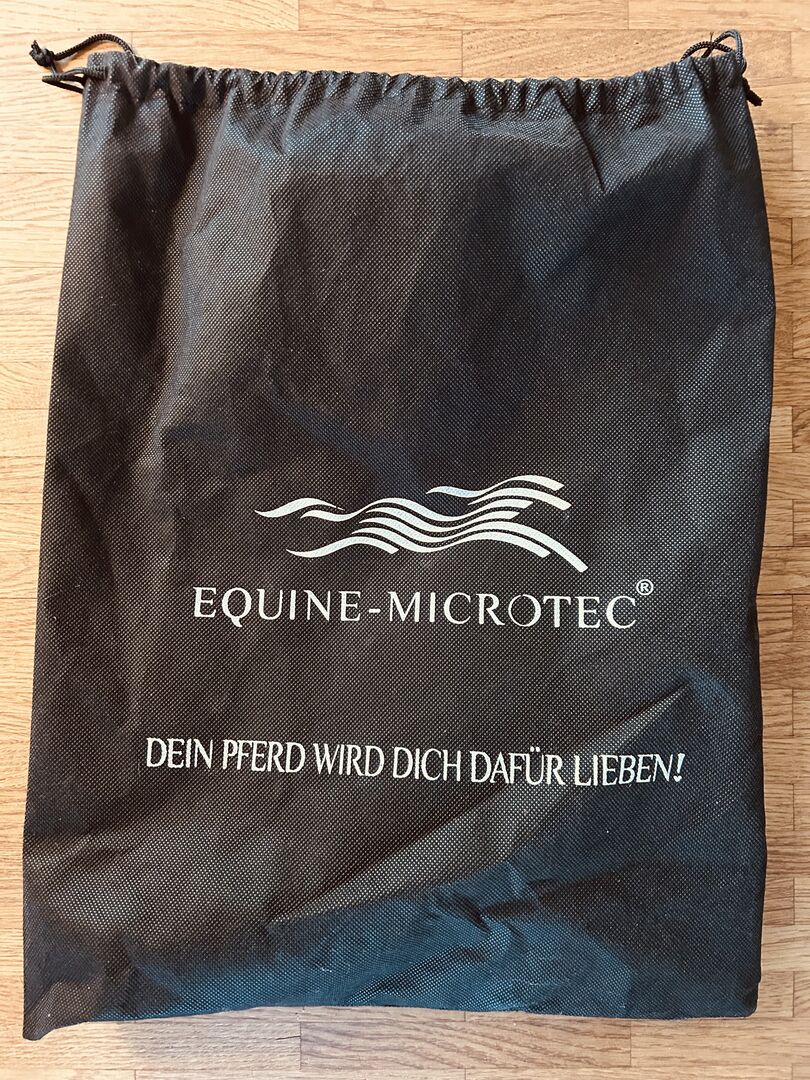 EQUINE-MICROTEC®
DEIN PFERD WIRD DICH DAFÜR LIEBEN!